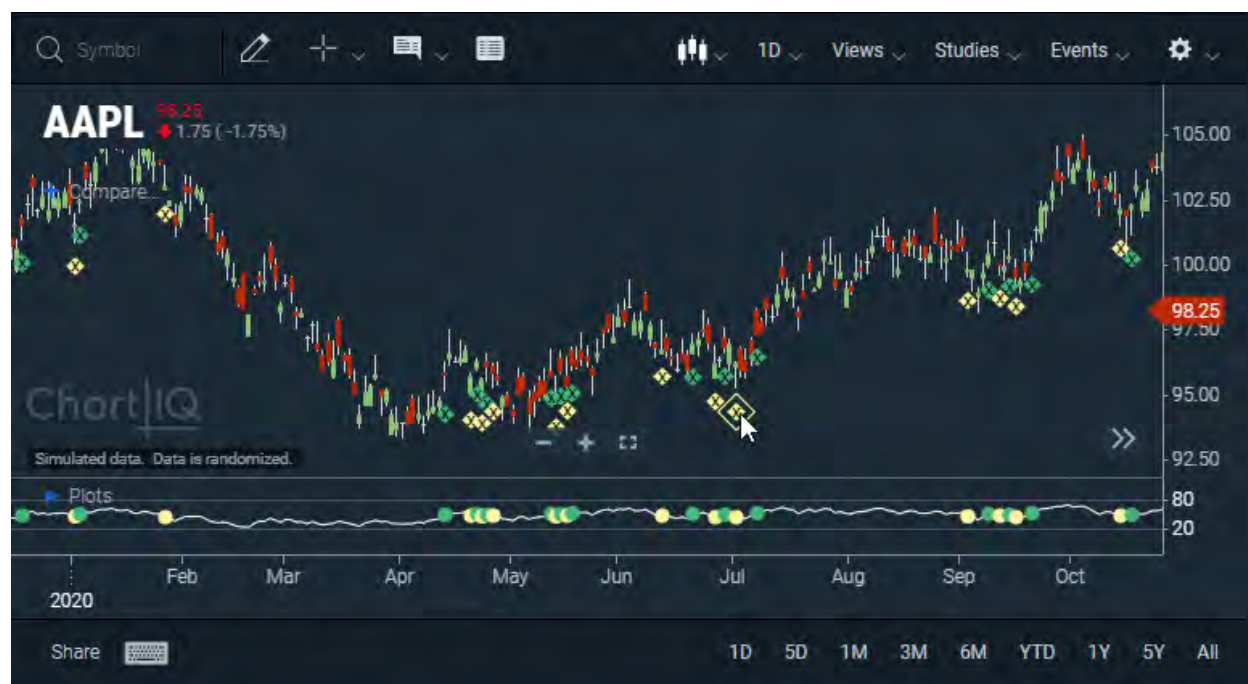 Symbol 1D Views Studies Events
AAPL 98.25
1.75 (-1.75%)
Compare...
105.00
102.50
100.00
98.25
97.50
95.00
92.50
ChartIQ
Simulated data. Data is randomized.
Plots
80
20
Feb Mar Apr May Jun Jul Aug Sep Oct
2020
Share 1D 5D 1M 3M 6M YTD 1Y 5Y All